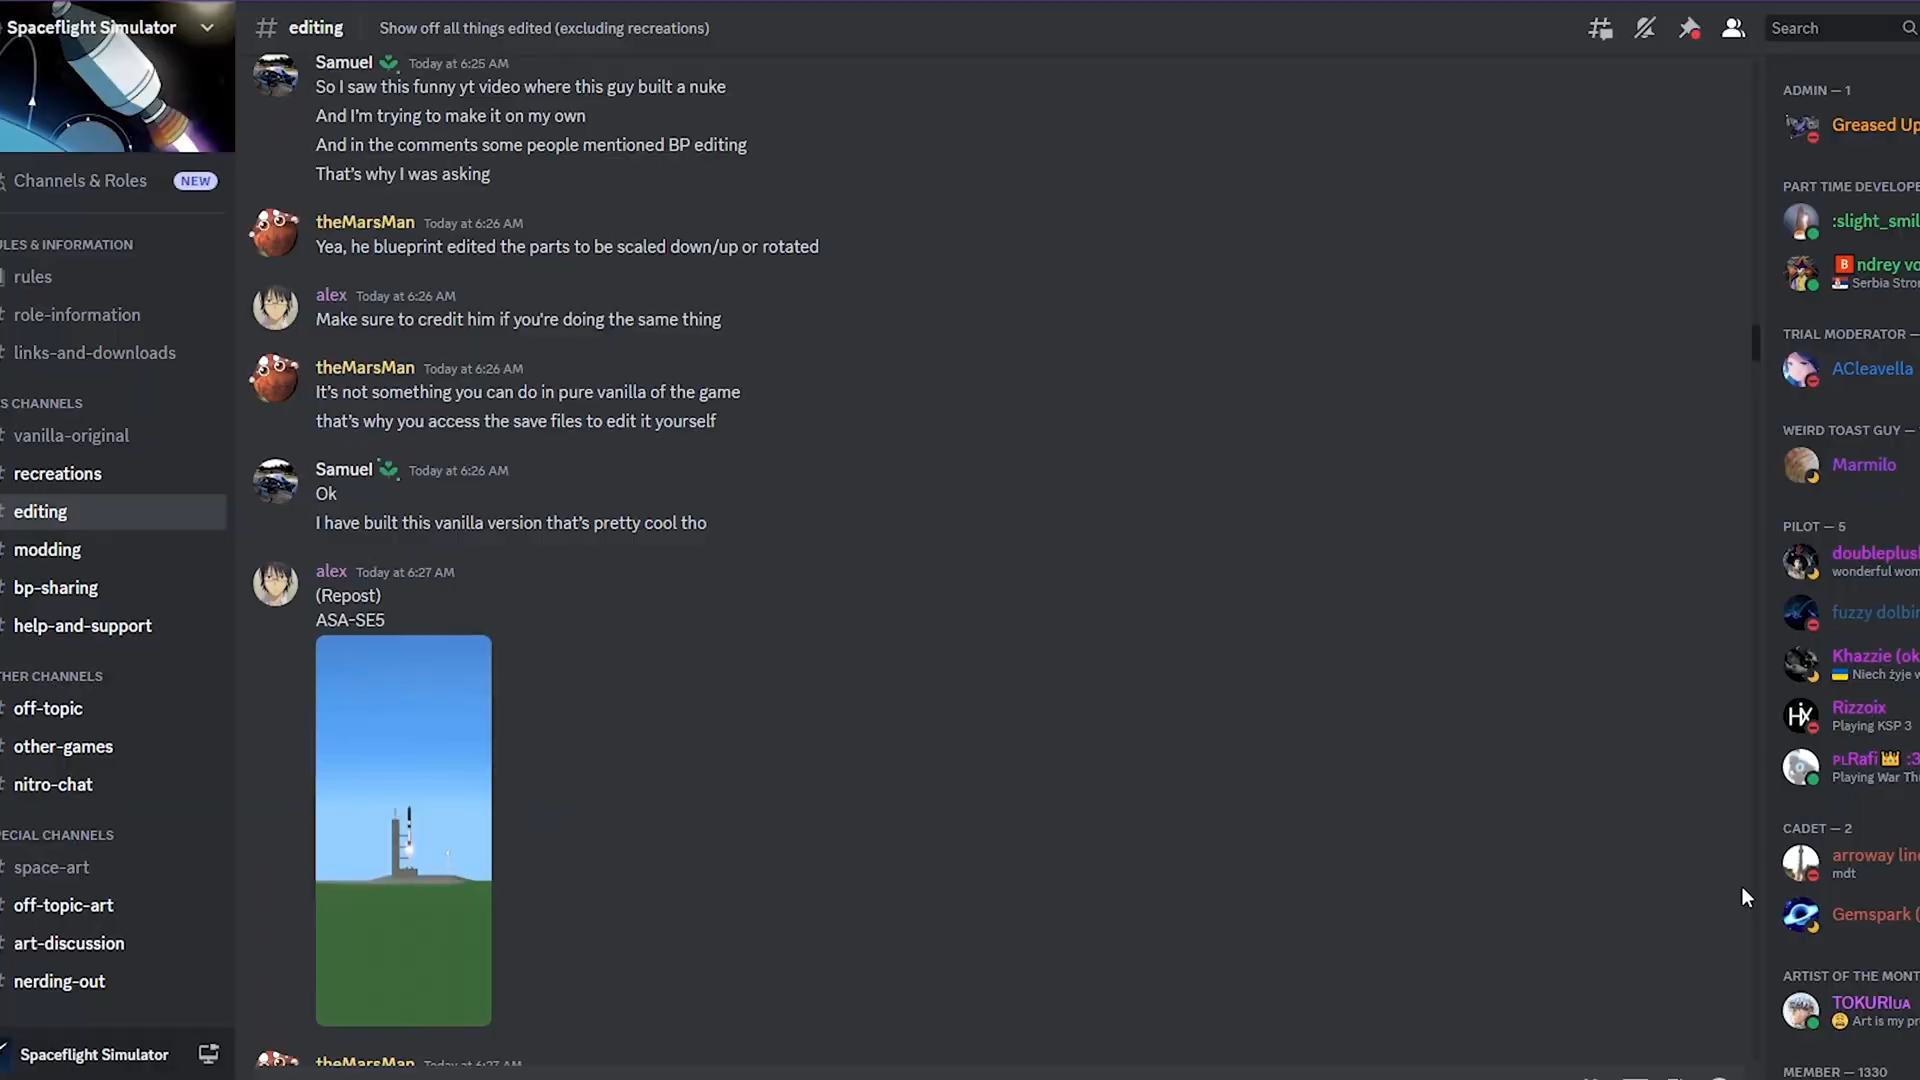 Spaceflight Simulator
Channels & Roles
NEW
ULES & INFORMATION
rules
role-information
links-and-downloads
S CHANNELS
vanilla-original
recreations
editing
modding
bp-sharing
help-and-support
THER CHANNELS
off-topic
other-games
nitro-chat
PECIAL CHANNELS
space-art
off-topic-art
art-discussion
nerding-out
Spaceflight Simulator
# editing
Show off all things edited (excluding recreations)
Search
Samuel Today at 6:25 AM
So I saw this funny yt video where this guy built a nuke
And I'm trying to make it on my own
And in the comments some people mentioned BP editing
That's why I was asking
theMarsMan Today at 6:26 AM
Yea, he blueprint edited the parts to be scaled down/up or rotated
alex Today at 6:26 AM
Make sure to credit him if you're doing the same thing
theMarsMan Today at 6:26 AM
It's not something you can do in pure vanilla of the game
that's why you access the save files to edit it yourself
Samuel Today at 6:26 AM
Ok
I have built this vanilla version that's pretty cool tho
alex Today at 6:27 AM
(Repost)
ASA-SE5
theMarsMan Today at 6:27 AM
ADMIN — 1
Greased Up
PART TIME DEVELOPE
:slight_smil
B ndrey vo
Serbia Stron
TRIAL MODERATOR —
ACleavella
WEIRD TOAST GUY —
Marmilo
PILOT — 5
doubleplusl
wonderful wom
fuzzy dolbin
Khazzie (ok
Niech żyje w
HX
Rizzoix
Playing KSP 3
PLRafi 👑 :3
Playing War Thu
CADET — 2
arroway line
mdt
Gemspark (
ARTIST OF THE MONT
TOKURIUA
Art is my pr
MEMBER — 1330